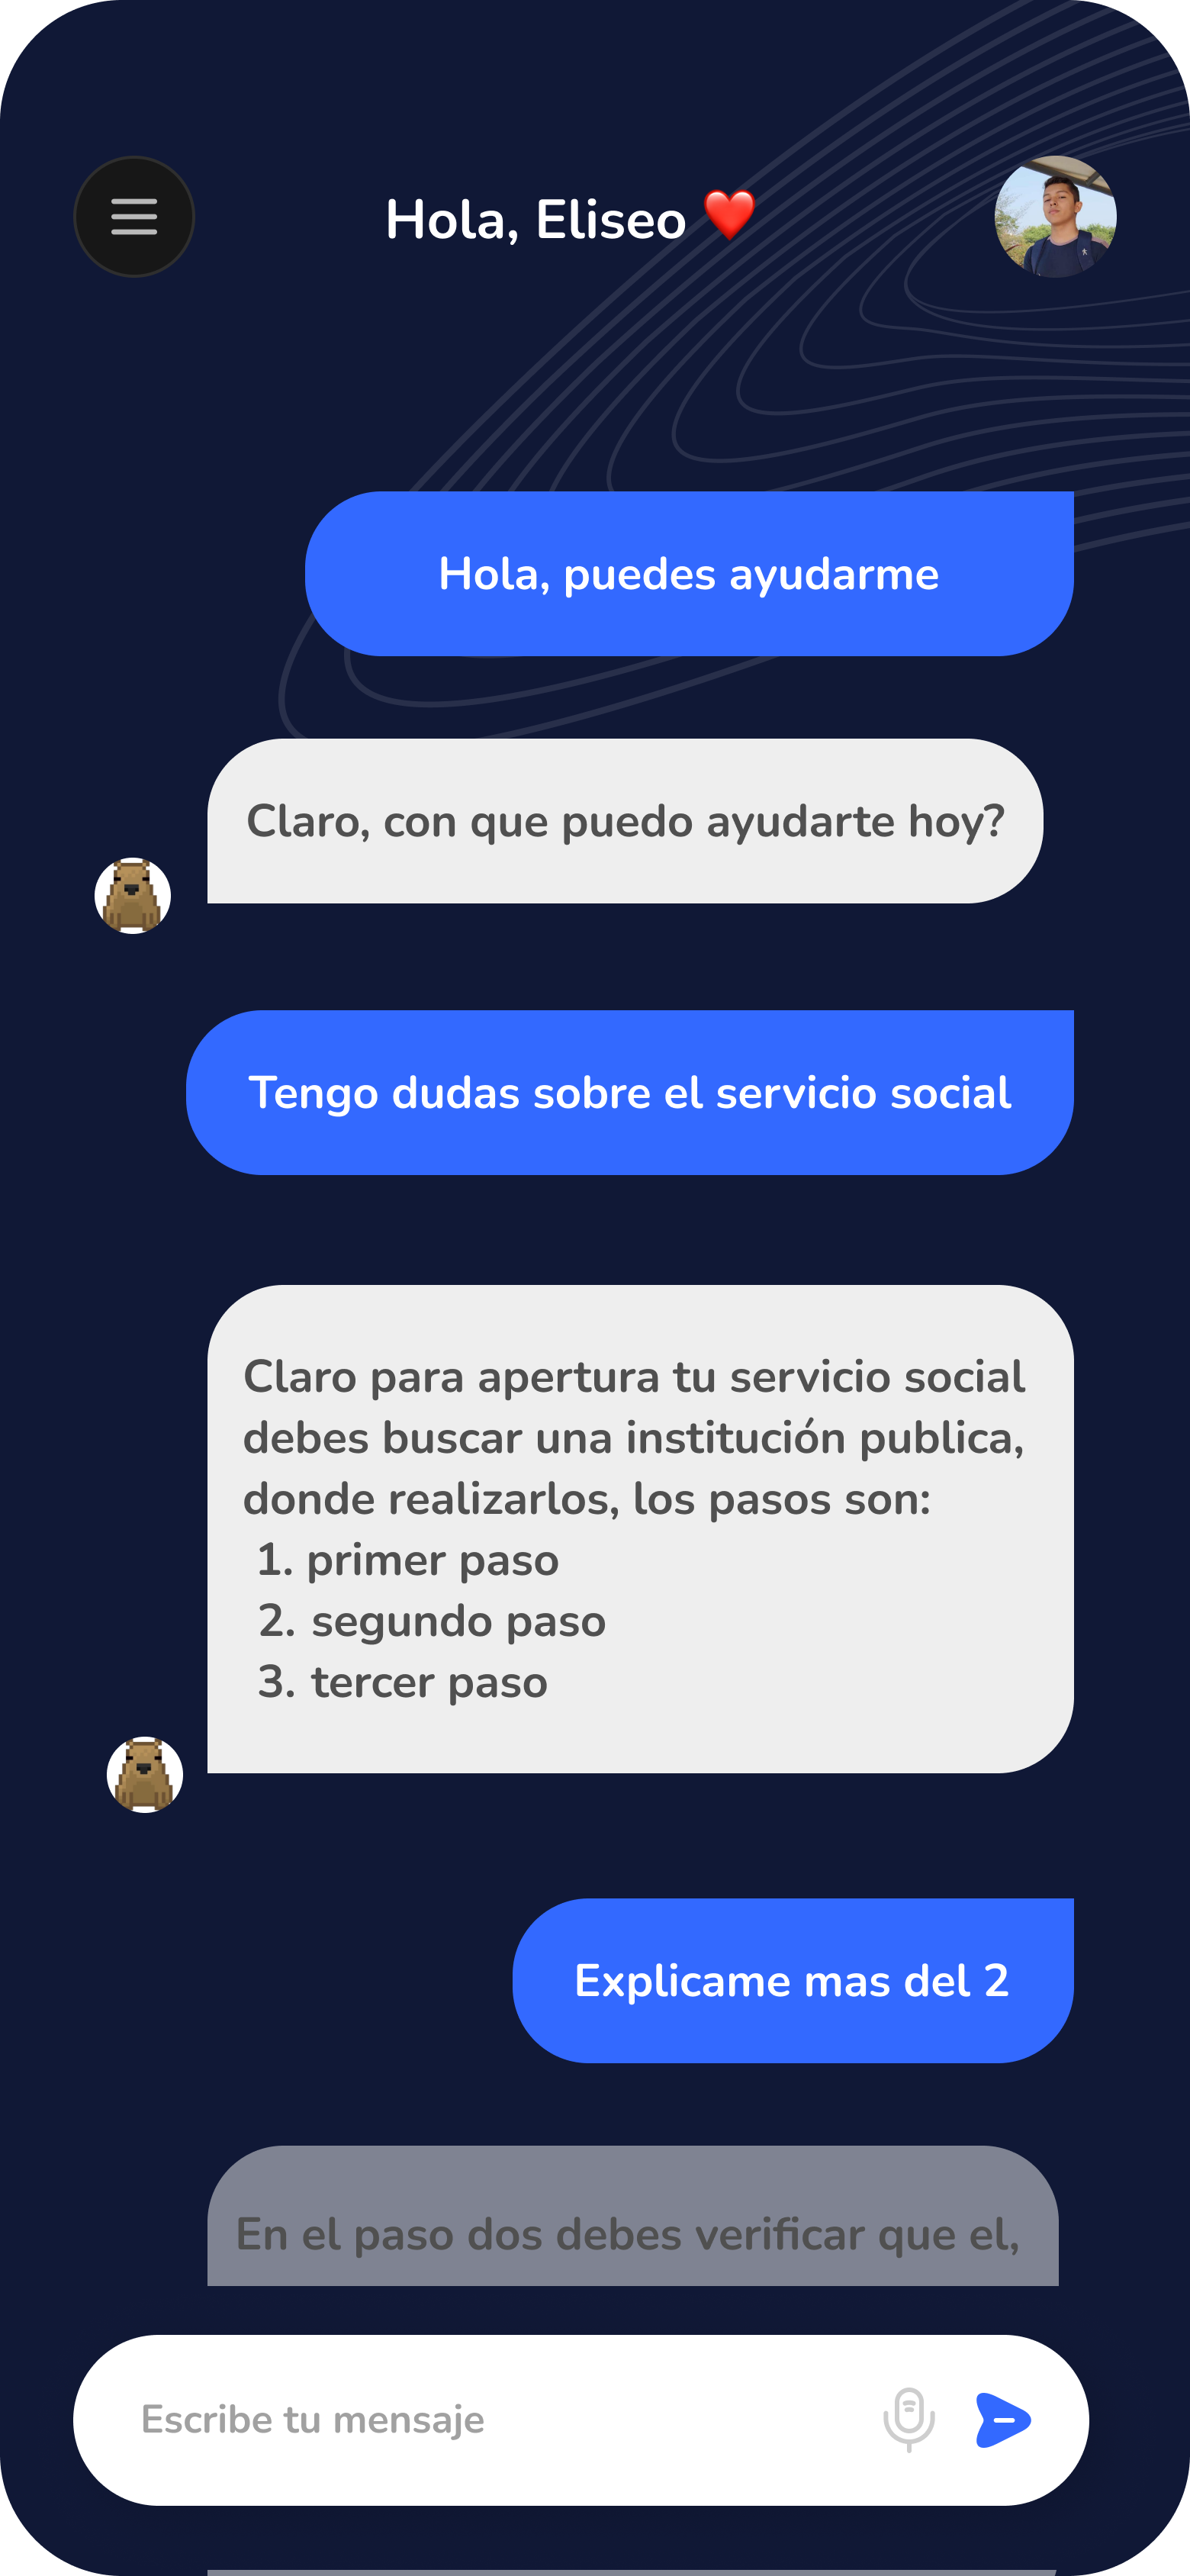 Hola, Eliseo ❤️
Hola, puedes ayudarme
Claro, con que puedo ayudarte hoy?
Tengo dudas sobre el servicio social
Claro para apertura tu servicio social
debes buscar una institución publica,
donde realizarlos, los pasos son:
1. primer paso
2. segundo paso
3. tercer paso
Explicame mas del 2
En el paso dos debes verificar que el,
Escribe tu mensaje